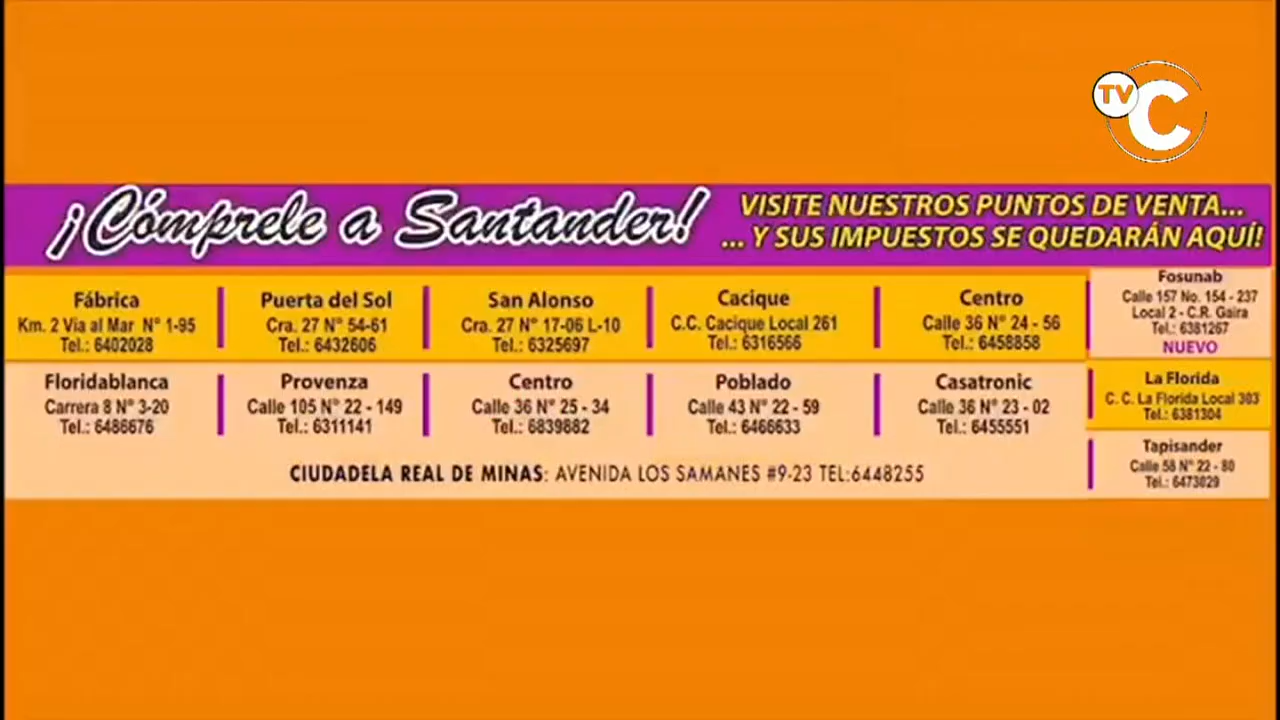 TV C
¡Cómprele a Santander!
VISITE NUESTROS PUNTOS DE VENTA...
... Y SUS IMPUESTOS SE QUEDARÁN AQUÍ!
Fábrica
Km. 2 Via al Mar N° 1-95
Tel.: 6402028
Puerta del Sol
Cra. 27 N° 54-61
Tel.: 6432606
San Alonso
Cra. 27 N° 17-06 L-10
Tel.: 6325697
Cacique
C.C. Cacique Local 261
Tel.: 6316566
Centro
Calle 36 N° 24 - 56
Tel.: 6458858
Fosunab
Calle 157 No. 154 - 237
Local 2 - C.R. Gaira
Tel.: 6381267
NUEVO
Floridablanca
Carrera 8 N° 3-20
Tel.: 6486676
Provenza
Calle 105 N° 22 - 149
Tel.: 6311141
Centro
Calle 36 N° 25 - 34
Tel.: 6839882
Poblado
Calle 43 N° 22 - 59
Tel.: 6466633
Casatronic
Calle 36 N° 23 - 02
Tel.: 6455551
La Florida
C. C. La Florida Local 303
Tel.: 6381304
Tapisander
Calle 58 N° 22 - 80
Tel.: 6473029
CIUDADELA REAL DE MINAS: AVENIDA LOS SAMANES #9-23 TEL:6448255